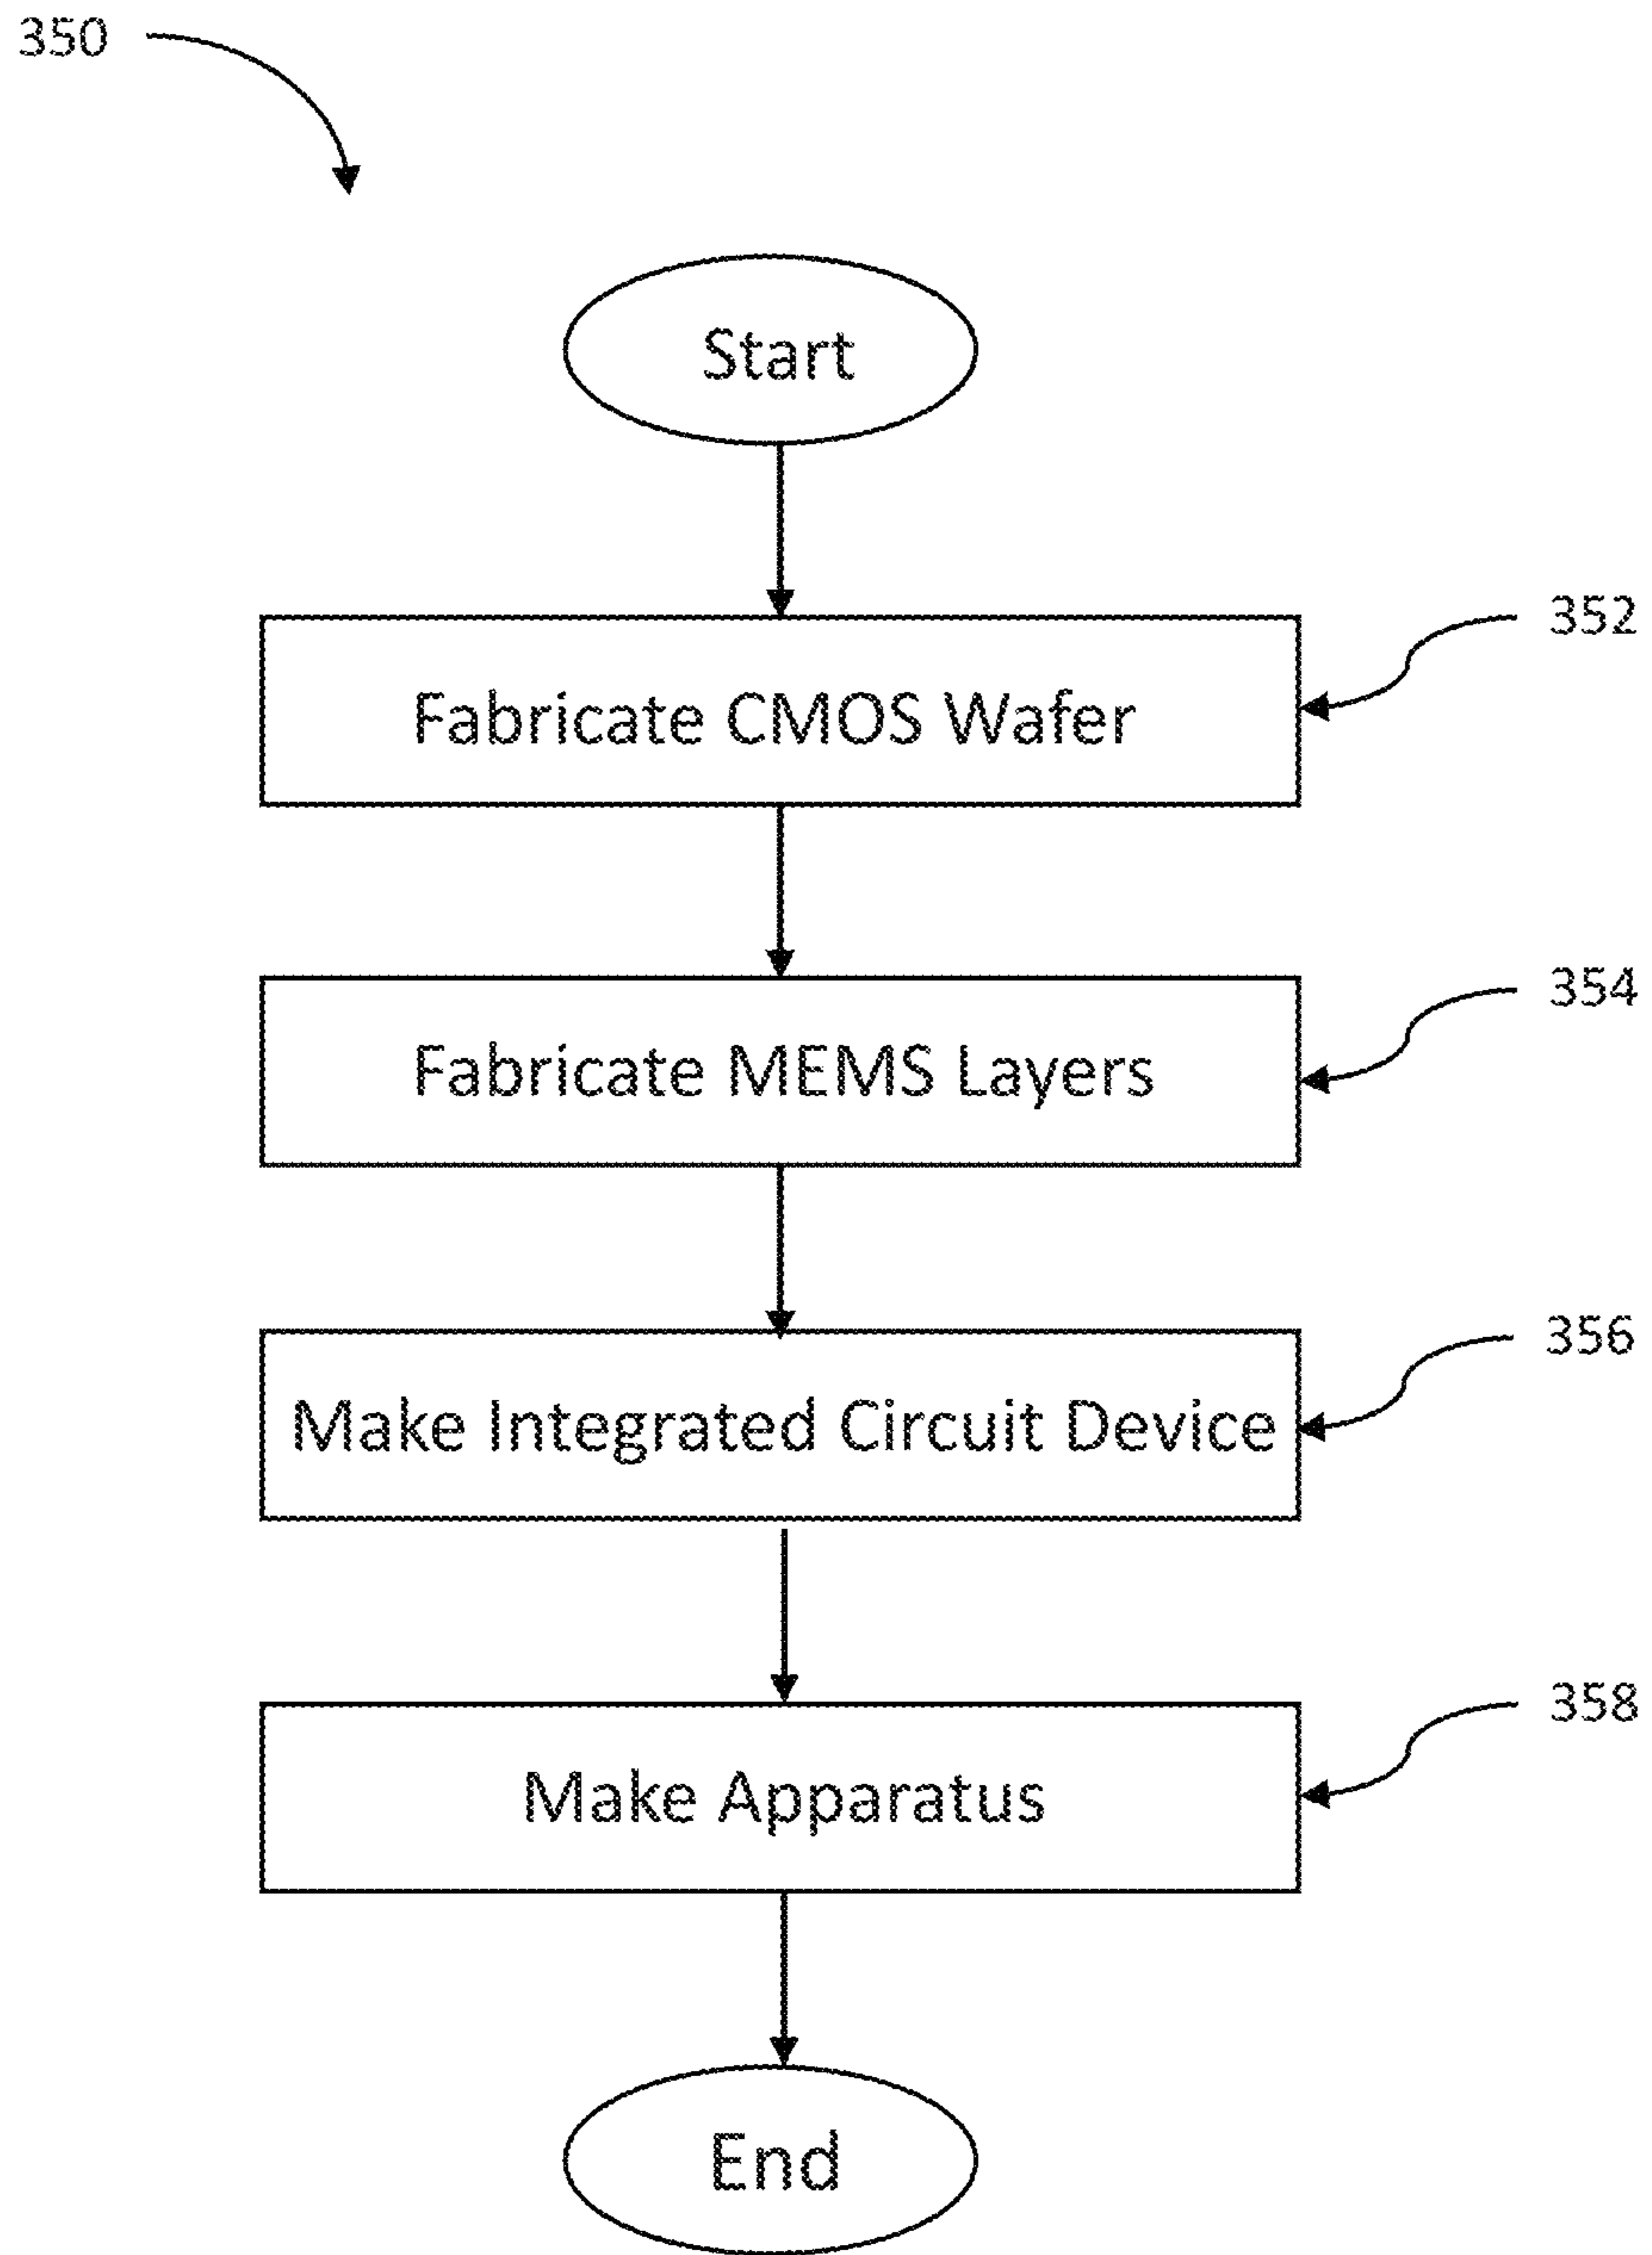 350
Start
352
Fabricate CMOS Wafer
354
Fabricate MEMS Layers
356
Make Integrated Circuit Device
358
Make Apparatus
End